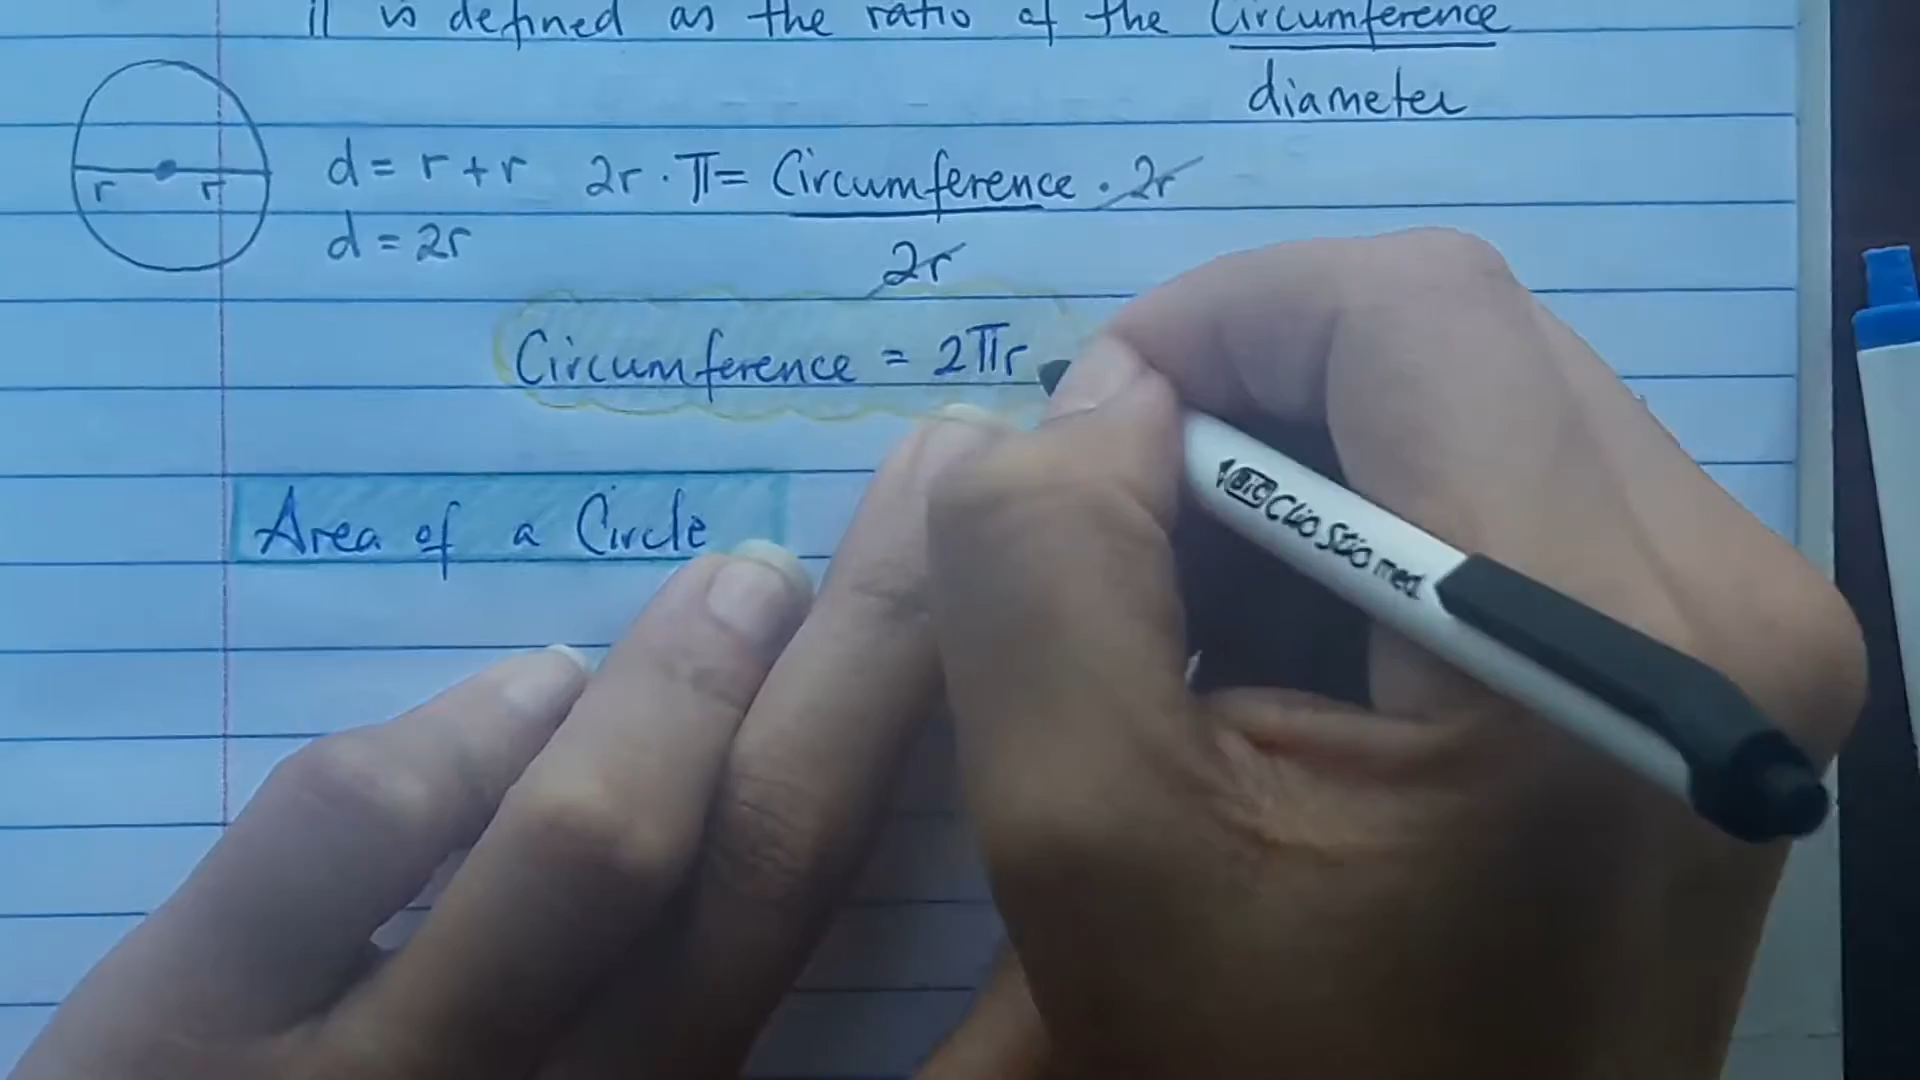 it is defined as the ratio of the Circumference
diameter
r r
d = r + r 2r · π = Circumference · 2r
d = 2r 2r
Circumference = 2πr
Area of a Circle
BIC Clic Stic med.